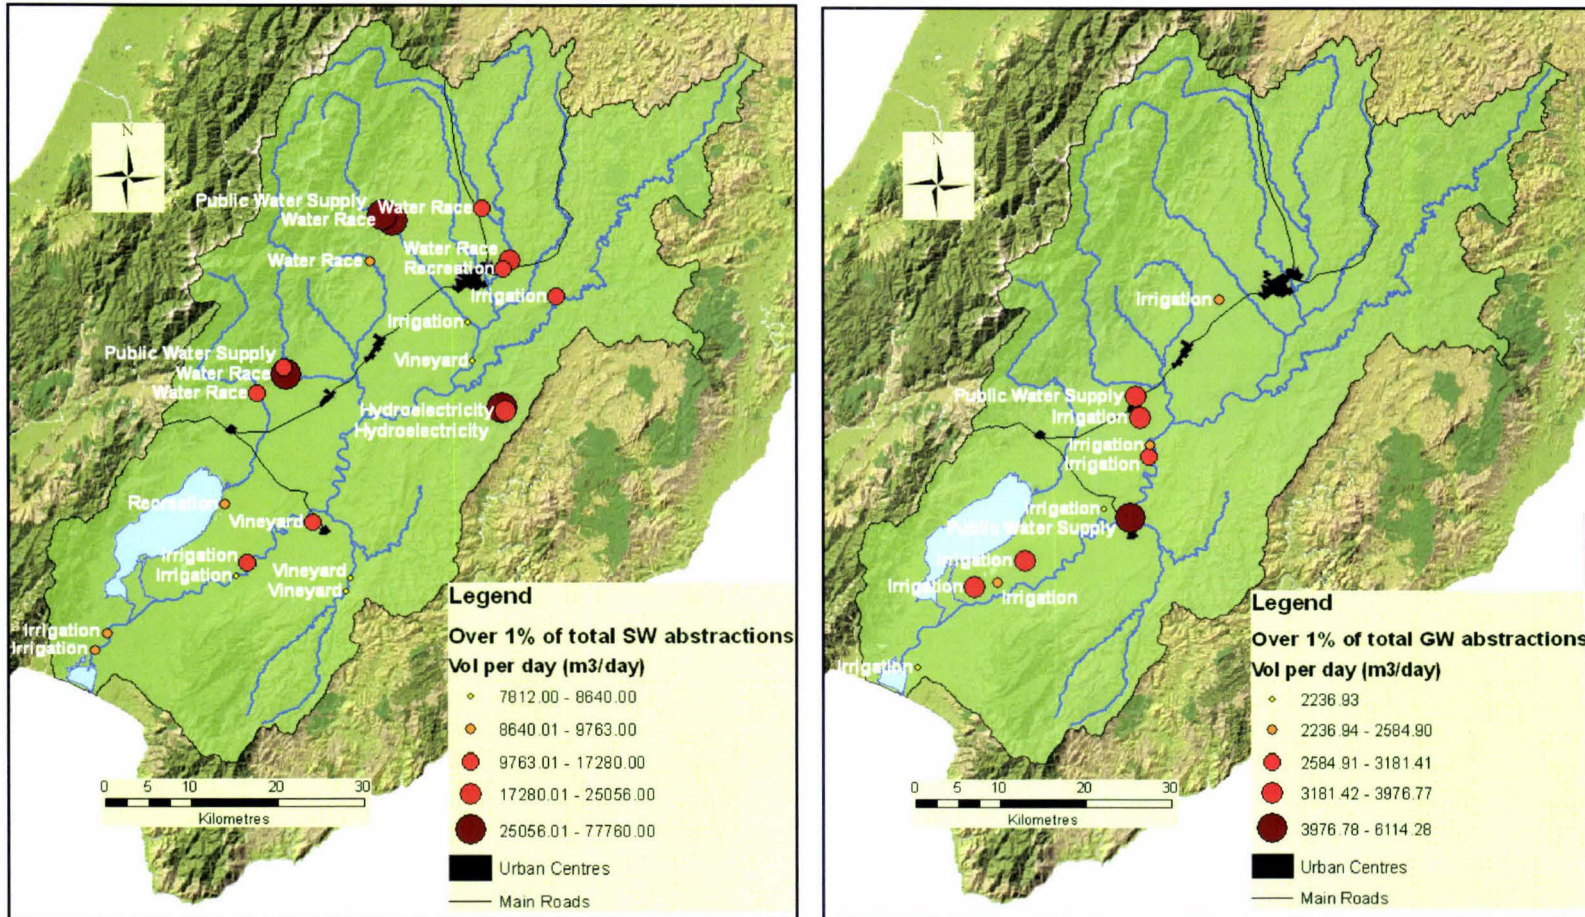 N
Public Water Supply
Water Race
Water Race
Water Race
Water Race
Recreation
Irrigation
Irrigation
Vineyard
Public Water Supply
Water Race
Water Race
Hydroelectricity
Hydroelectricity
Recreation
Vineyard
Irrigation
Irrigation
Vineyard
Vineyard
Irrigation
Irrigation
Legend
Over 1% of total SW abstractions
Vol per day (m3/day)
7812.00 - 8640.00
8640.01 - 9763.00
9763.01 - 17280.00
17280.01 - 25056.00
25056.01 - 77760.00
Urban Centres
Main Roads
0 5 10 20 30
Kilometres
N
Irrigation
Public Water Supply
Irrigation
Irrigation
Irrigation
Irrigation
Public Water Supply
Irrigation
Irrigation
Irrigation
Irrigation
Legend
Over 1% of total GW abstractions
Vol per day (m3/day)
2236.93
2236.94 - 2584.90
2584.91 - 3181.41
3181.42 - 3976.77
3976.78 - 6114.28
Urban Centres
Main Roads
0 5 10 20 30
Kilometres